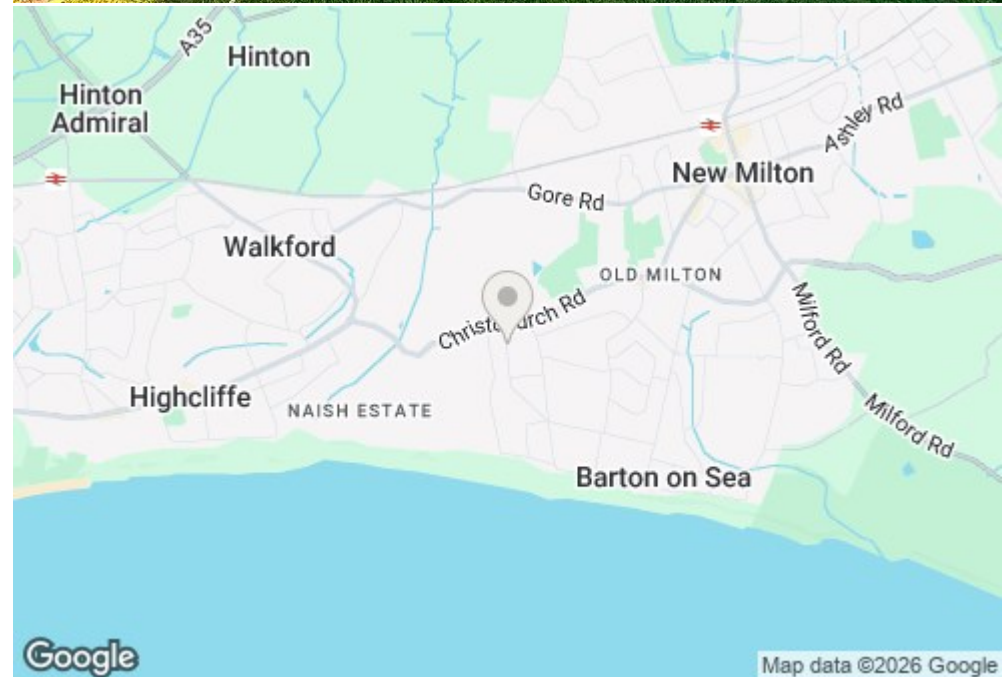 A35
Hinton
Hinton
Admiral
Ashley Rd
New Milton
Gore Rd
Walkford
OLD MILTON
Christchurch Rd
Milford Rd
Highcliffe
NAISH ESTATE
Milford Rd
Barton on Sea
Google
Map data ©2026 Google